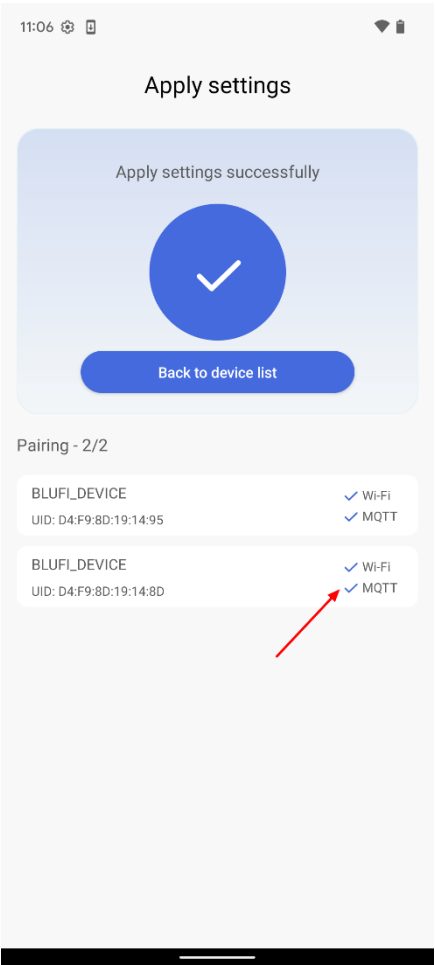 11:06
Apply settings
Apply settings successfully
Back to device list
Pairing - 2/2
BLUFI_DEVICE
Wi-Fi
UID: D4:F9:8D:19:14:95
MQTT
BLUFI_DEVICE
Wi-Fi
UID: D4:F9:8D:19:14:8D
MQTT